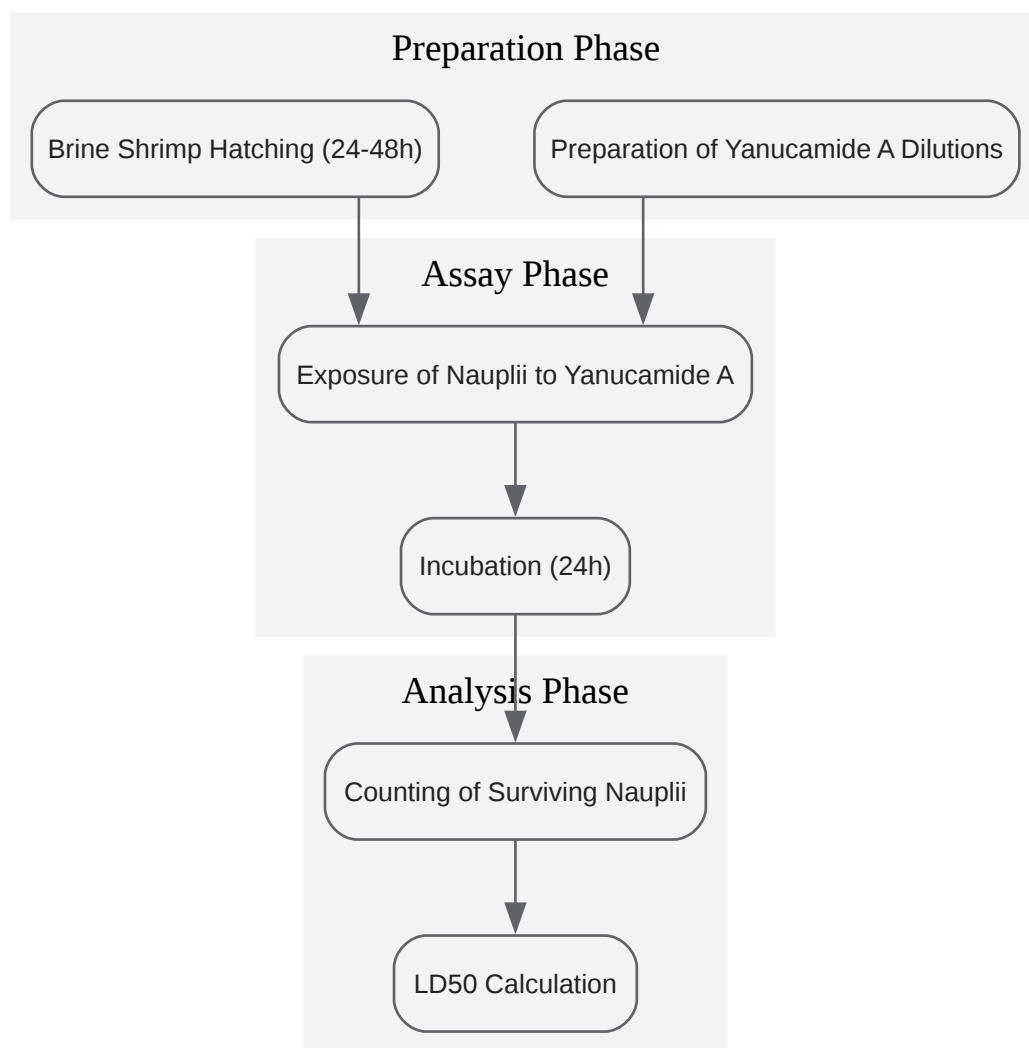 Preparation Phase
Brine Shrimp Hatching (24-48h)
Preparation of Yanucamide A Dilutions
Assay Phase
Exposure of Nauplii to Yanucamide A
Incubation (24h)
Analysis Phase
Counting of Surviving Nauplii
LD50 Calculation